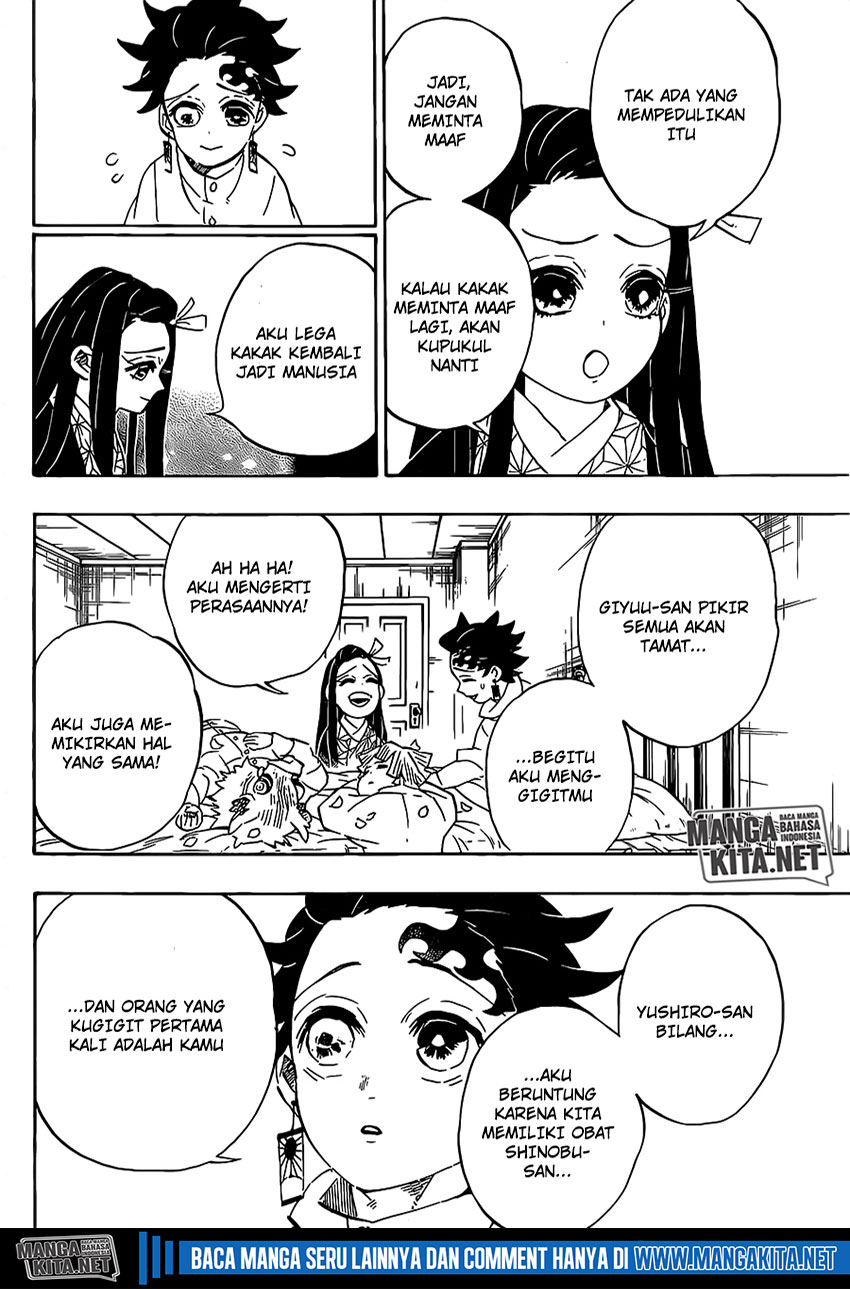 TAK ADA YANG
MEMPEDULIKAN
ITU
JADI,
JANGAN
MEMINTA
MAAF
KALAU KAKAK
MEMINTA MAAF
LAGI, AKAN
KUPUKUL
NANTI
AKU LEGA
KAKAK KEMBALI
JADI MANUSIA
GIYUU-SAN PIKIR
SEMUA AKAN
TAMAT...
...BEGITU
AKU MENG-
GIGITMU
AH HA HA!
AKU MENGERTI
PERASAANNYA!
AKU JUGA ME-
MIKIRKAN HAL
YANG SAMA!
MANGA
BACA MANGA
BAHASA
INDONESIA
KITA.NET
YUSHIRO-SAN
BILANG...
...AKU
BERUNTUNG
KARENA KITA
MEMILIKI OBAT
SHINOBU-
SAN...
...DAN ORANG YANG
KUGIGIT PERTAMA
KALI ADALAH KAMU
MANGA
BACA MANGA
BAHASA
INDONESIA
KITA.NET
BACA MANGA SERU LAINNYA DAN COMMENT HANYA DI WWW.MANGAKITA.NET